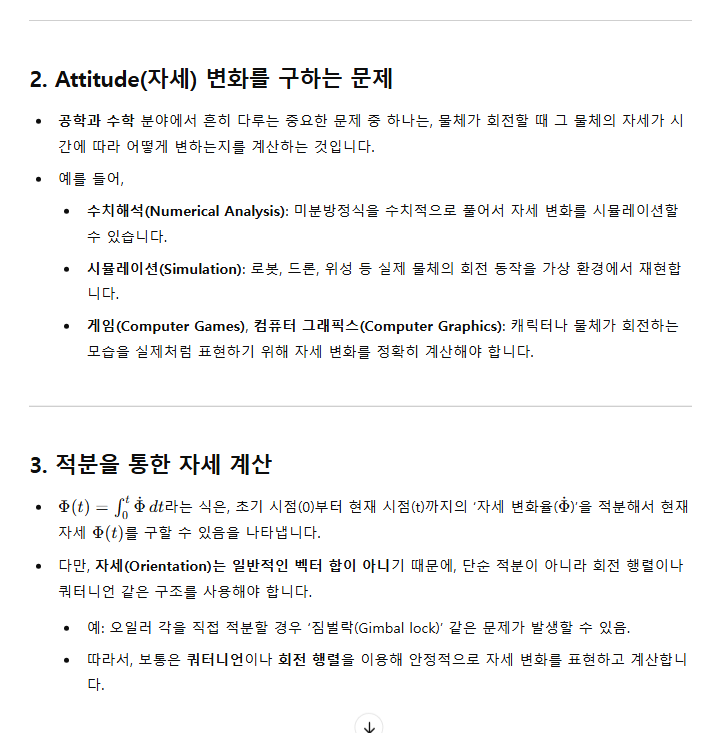 2. Attitude(자세) 변화를 구하는 문제
공학과 수학 분야에서 흔히 다루는 중요한 문제 중 하나는, 물체가 회전할 때 그 물체의 자세가 시
간에 따라 어떻게 변하는지를 계산하는 것입니다.
예를 들어,
수치해석(Numerical Analysis): 미분방정식을 수치적으로 풀어서 자세 변화를 시뮬레이션할
수 있습니다.
시뮬레이션(Simulation): 로봇, 드론, 위성 등 실제 물체의 회전 동작을 가상 환경에서 재현합
니다.
게임(Computer Games), 컴퓨터 그래픽스(Computer Graphics): 캐릭터나 물체가 회전하는
모습을 실제처럼 표현하기 위해 자세 변화를 정확히 계산해야 합니다.
3. 적분을 통한 자세 계산
Φ(t) = ∫₀ᵗ Φ̇ dt라는 식은, 초기 시점(0)부터 현재 시점(t)까지의 ‘자세 변화율(Φ̇)’을 적분해서 현재
자세 Φ(t)를 구할 수 있음을 나타냅니다.
다만, 자세(Orientation)는 일반적인 벡터 합이 아니기 때문에, 단순 적분이 아니라 회전 행렬이나
쿼터니언 같은 구조를 사용해야 합니다.
예: 오일러 각을 직접 적분할 경우 ‘짐벌락(Gimbal lock)’ 같은 문제가 발생할 수 있음.
따라서, 보통은 쿼터니언이나 회전 행렬을 이용해 안정적으로 자세 변화를 표현하고 계산합니
다.